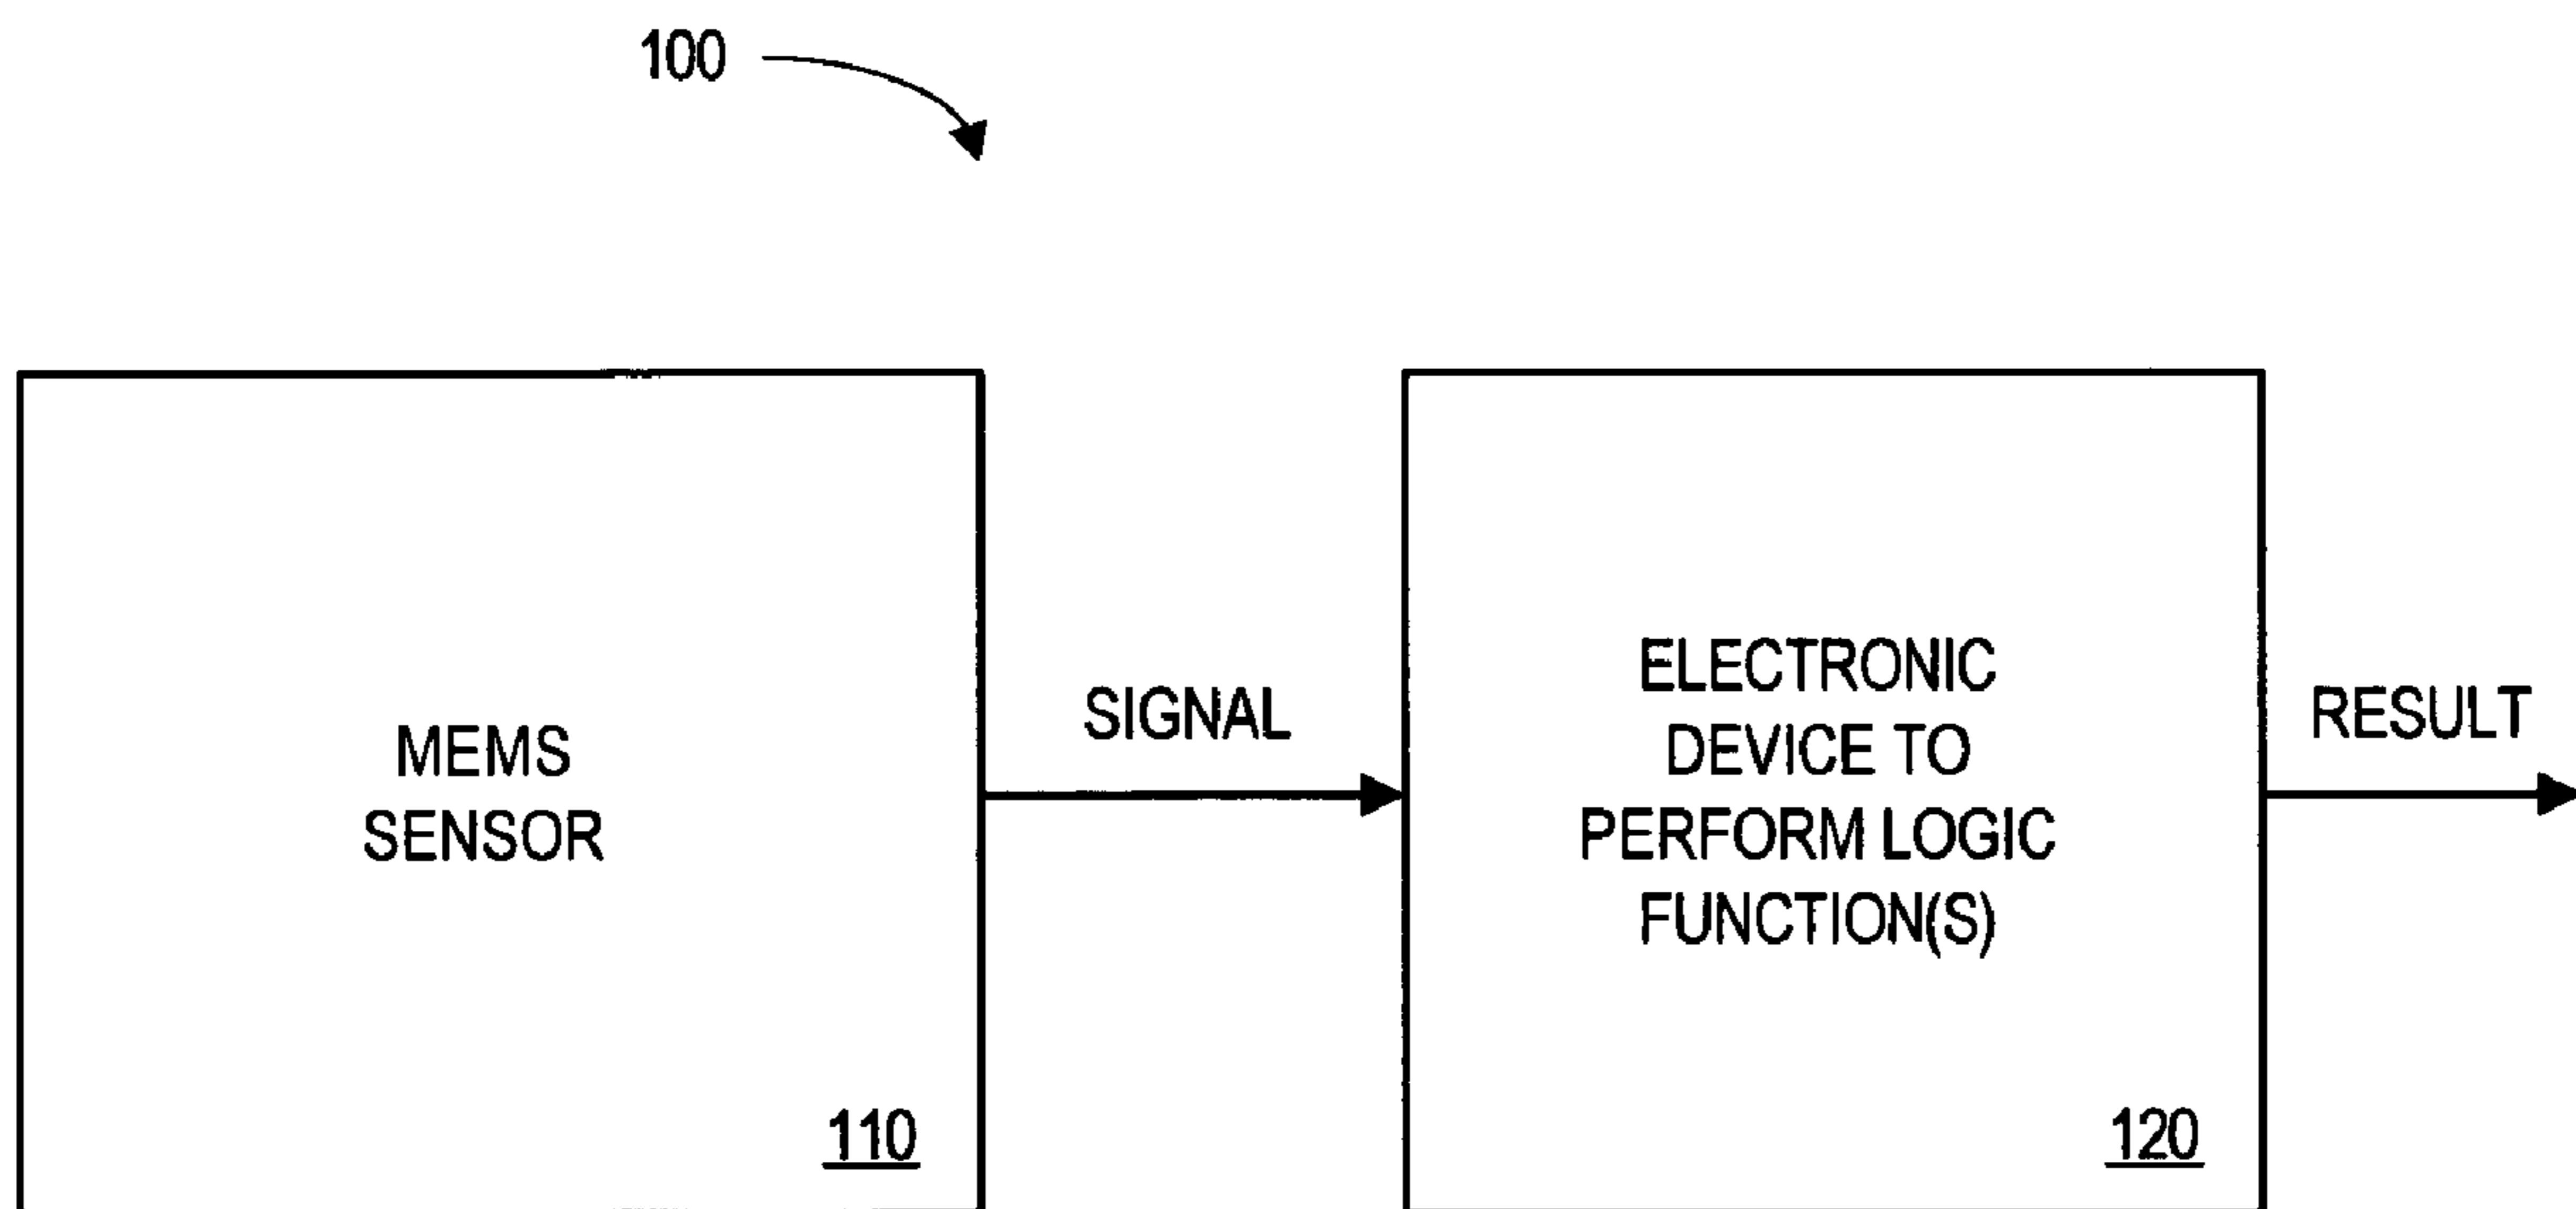 100
MEMS
SENSOR
110
SIGNAL
ELECTRONIC
DEVICE TO
PERFORM LOGIC
FUNCTION(S)
120
RESULT